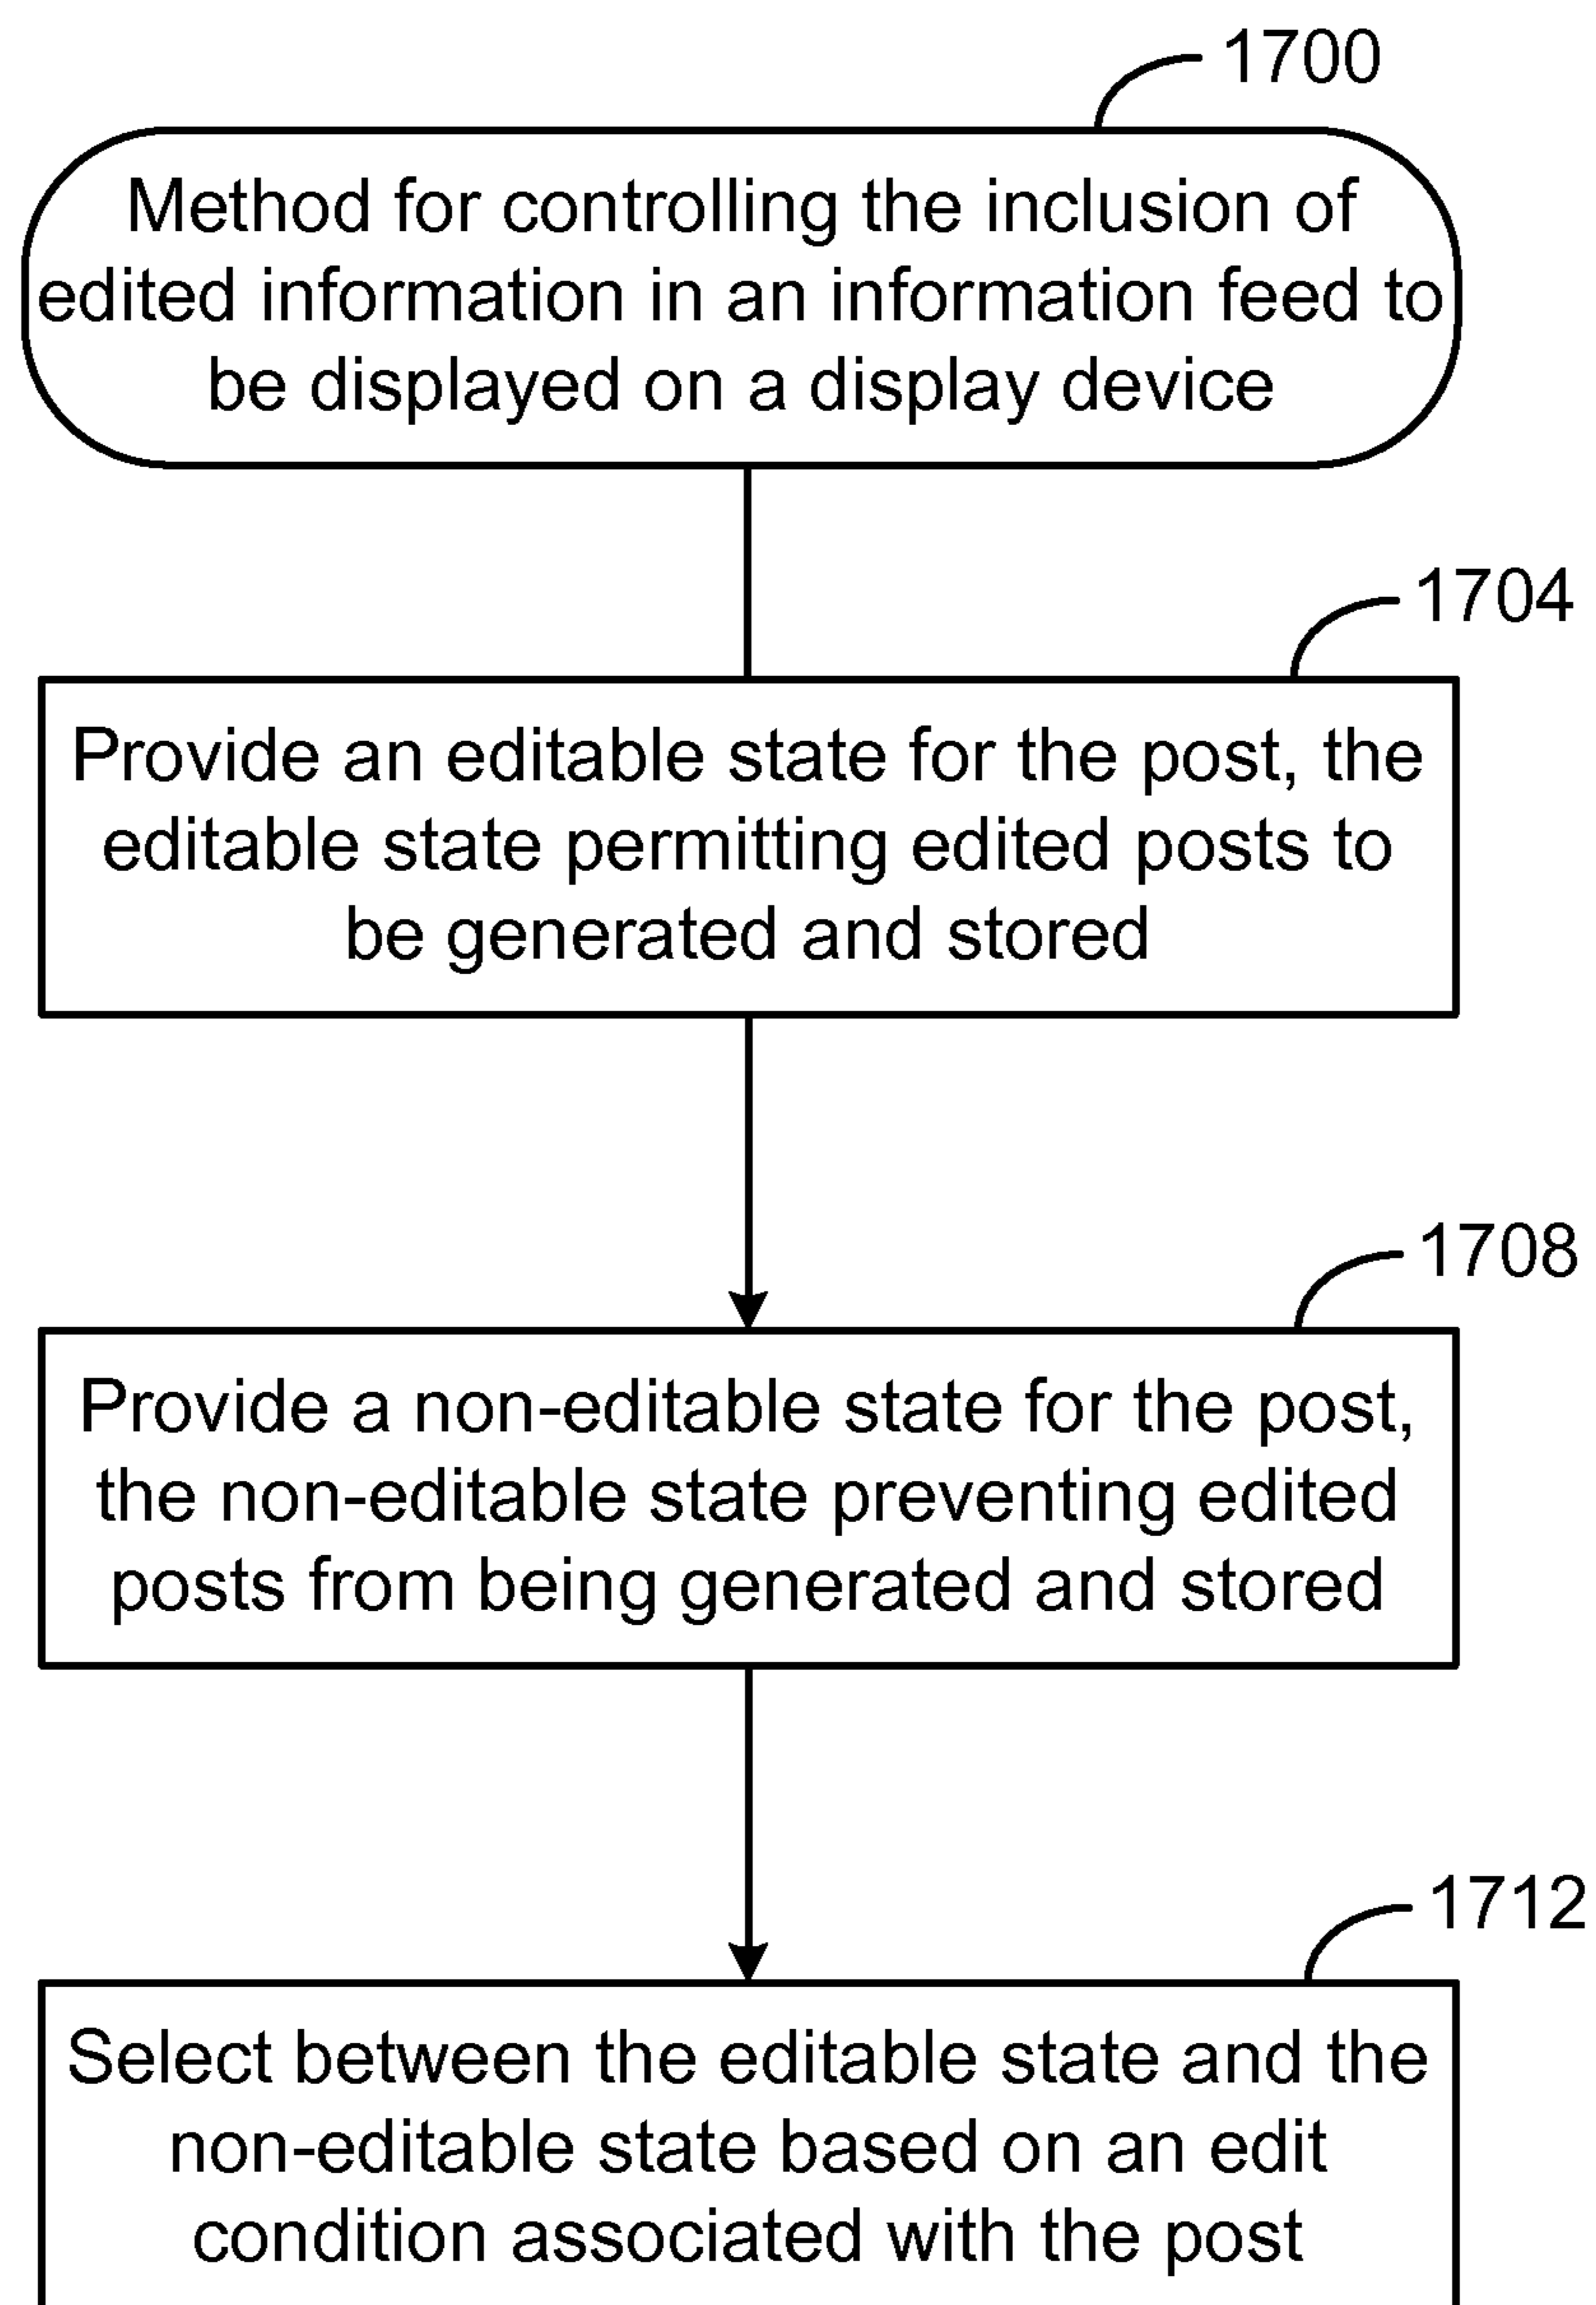 1700
Method for controlling the inclusion of
edited information in an information feed to
be displayed on a display device
1704
Provide an editable state for the post, the
editable state permitting edited posts to
be generated and stored
1708
Provide a non-editable state for the post,
the non-editable state preventing edited
posts from being generated and stored
1712
Select between the editable state and the
non-editable state based on an edit
condition associated with the post